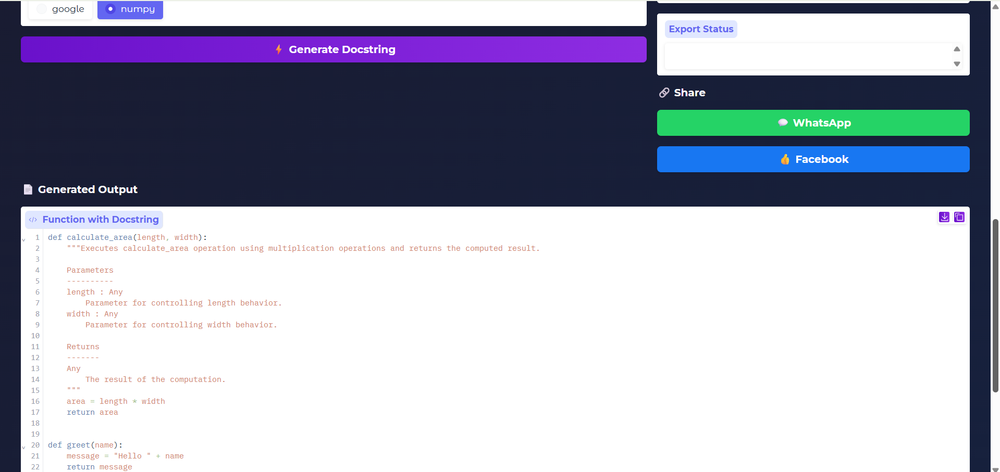 google
numpy
Generate Docstring
Export Status
Share
WhatsApp
Facebook
Generated Output
</> Function with Docstring
1 def calculate_area(length, width):
2     """Executes calculate_area operation using multiplication operations and returns the computed result.
3
4     Parameters
5     ----------
6     length : Any
7         Parameter for controlling length behavior.
8     width : Any
9         Parameter for controlling width behavior.
10
11     Returns
12     -------
13     Any
14         The result of the computation.
15     """
16     area = length * width
17     return area
18
19
20 def greet(name):
21     message = "Hello " + name
22     return message